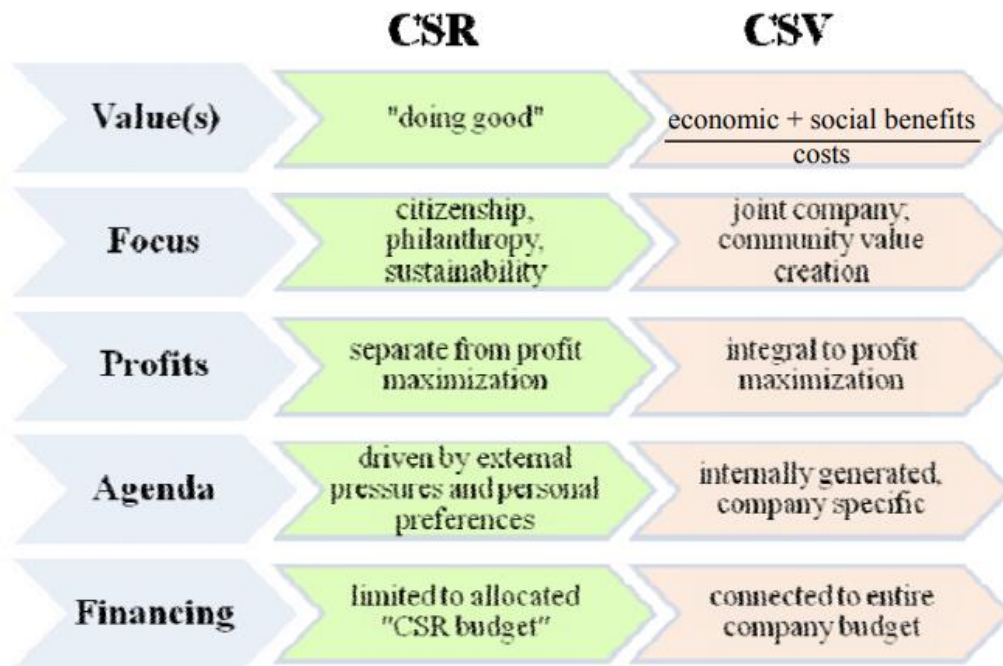 CSR CSV
Value(s)
"doing good"
economic + social benefits
costs
Focus
citizenship,
philanthropy,
sustainability
joint company;
community value
creation
Profits
separate from profit
maximization
integral to profit
maximization
Agenda
driven by external
pressures and personal
preferences
internally generated,
company specific
Financing
limited to allocated
"CSR budget"
connected to entire
company budget